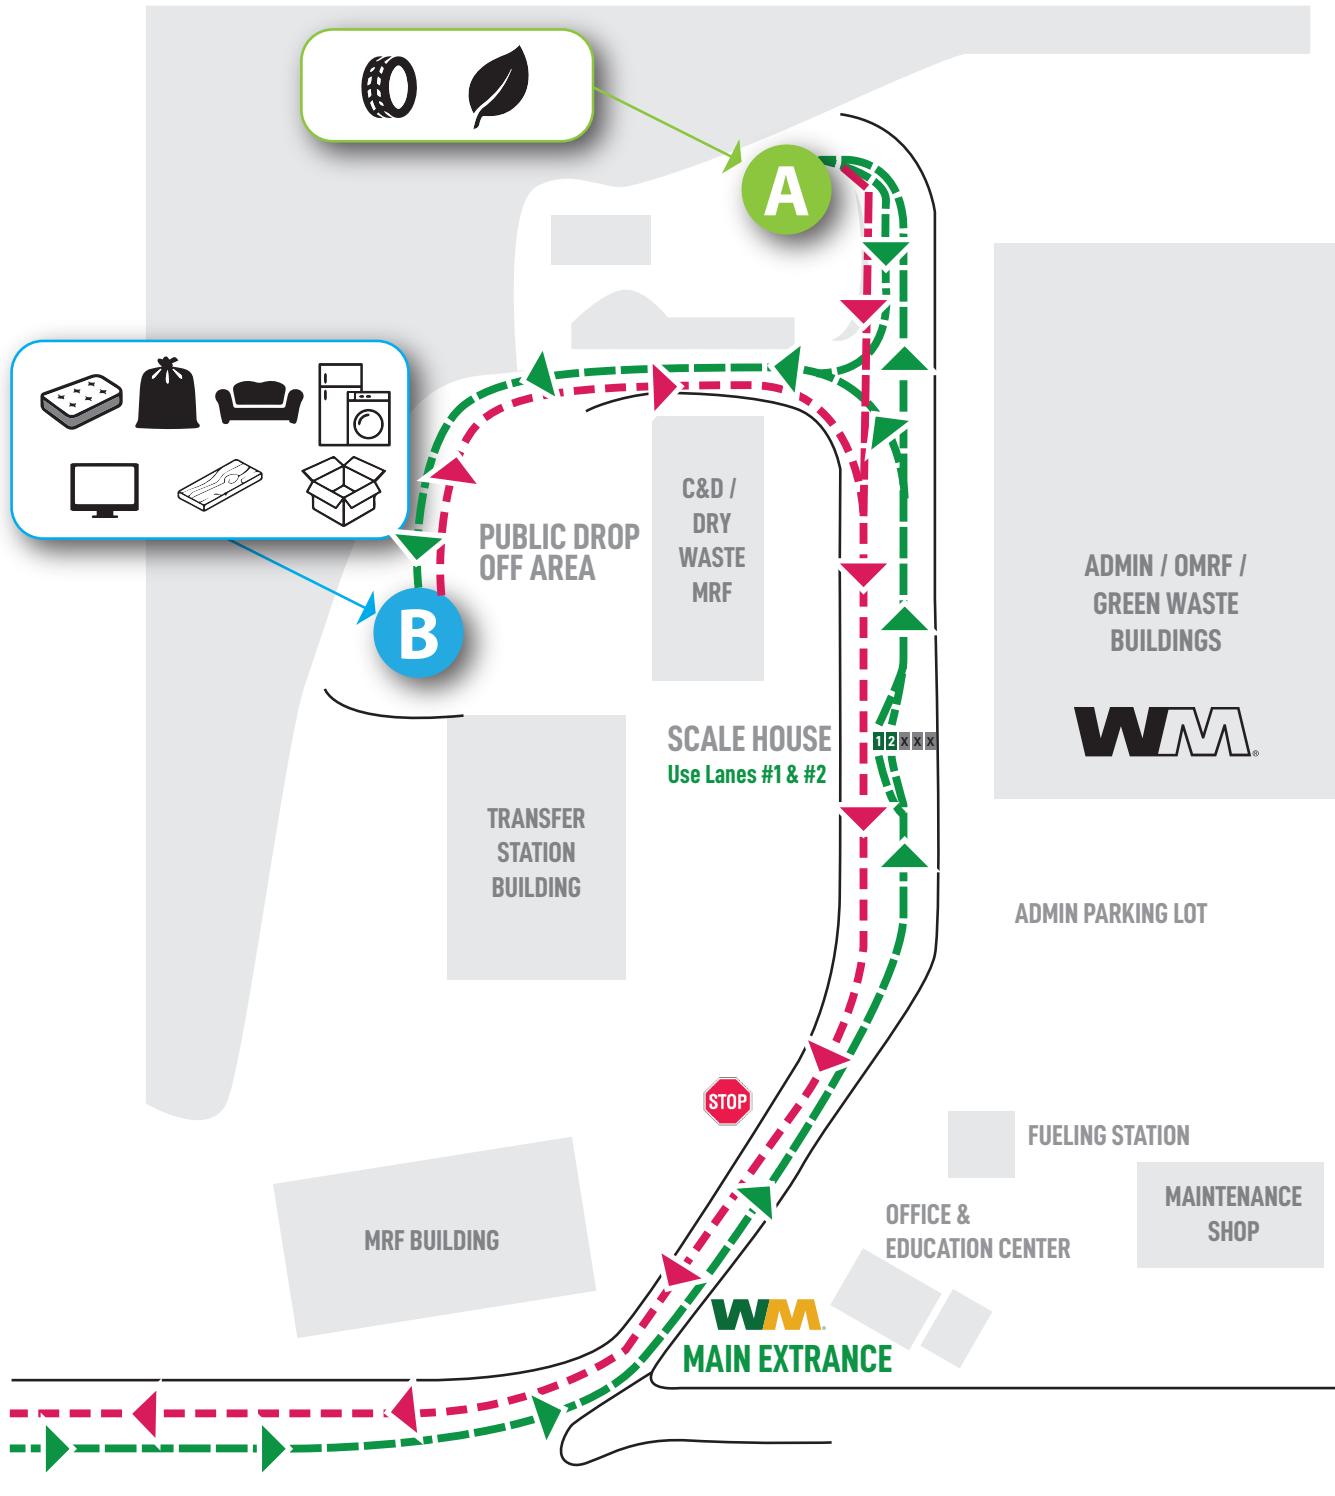 A
C&D /
DRY
WASTE
MRF
PUBLIC DROP
OFF AREA
ADMIN / OMRF /
GREEN WASTE
BUILDINGS
B
WM®
SCALE HOUSE
Use Lanes #1 & #2
1 2 X X X
TRANSFER
STATION
BUILDING
ADMIN PARKING LOT
STOP
FUELING STATION
MAINTENANCE
SHOP
OFFICE &
EDUCATION CENTER
MRF BUILDING
WM
MAIN EXTRANCE